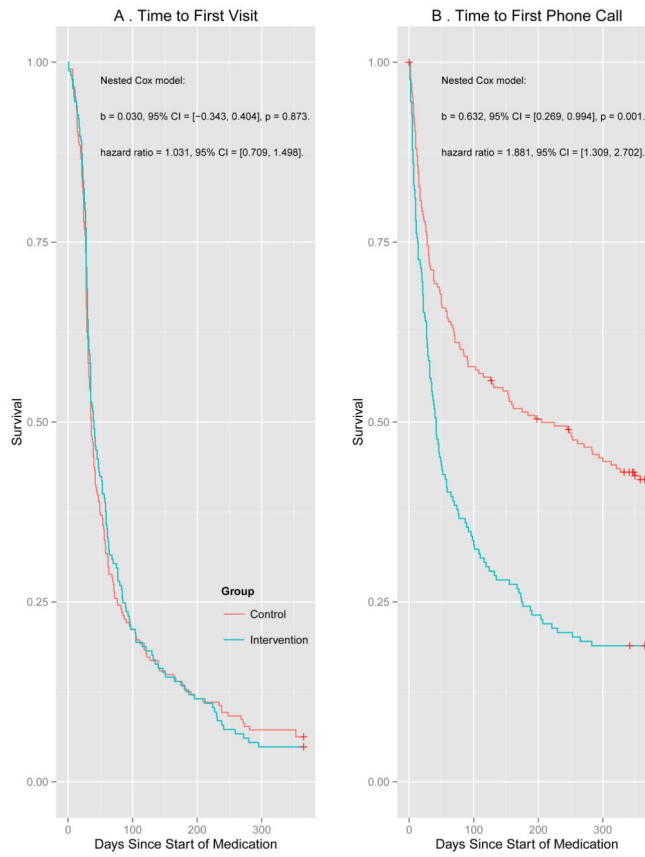 A . Time to First Visit
1.00
0.75
0.50
0.25
0.00
Survival
Nested Cox model:
b = 0.030, 95% CI = [−0.343, 0.404], p = 0.873.
hazard ratio = 1.031, 95% CI = [0.709, 1.498].
Group
Control
Intervention
0 100 200 300
Days Since Start of Medication
B . Time to First Phone Call
1.00
0.75
0.50
0.25
0.00
Survival
Nested Cox model:
b = 0.632, 95% CI = [0.269, 0.994], p = 0.001.
hazard ratio = 1.881, 95% CI = [1.309, 2.702].
0 100 200 300
Days Since Start of Medication